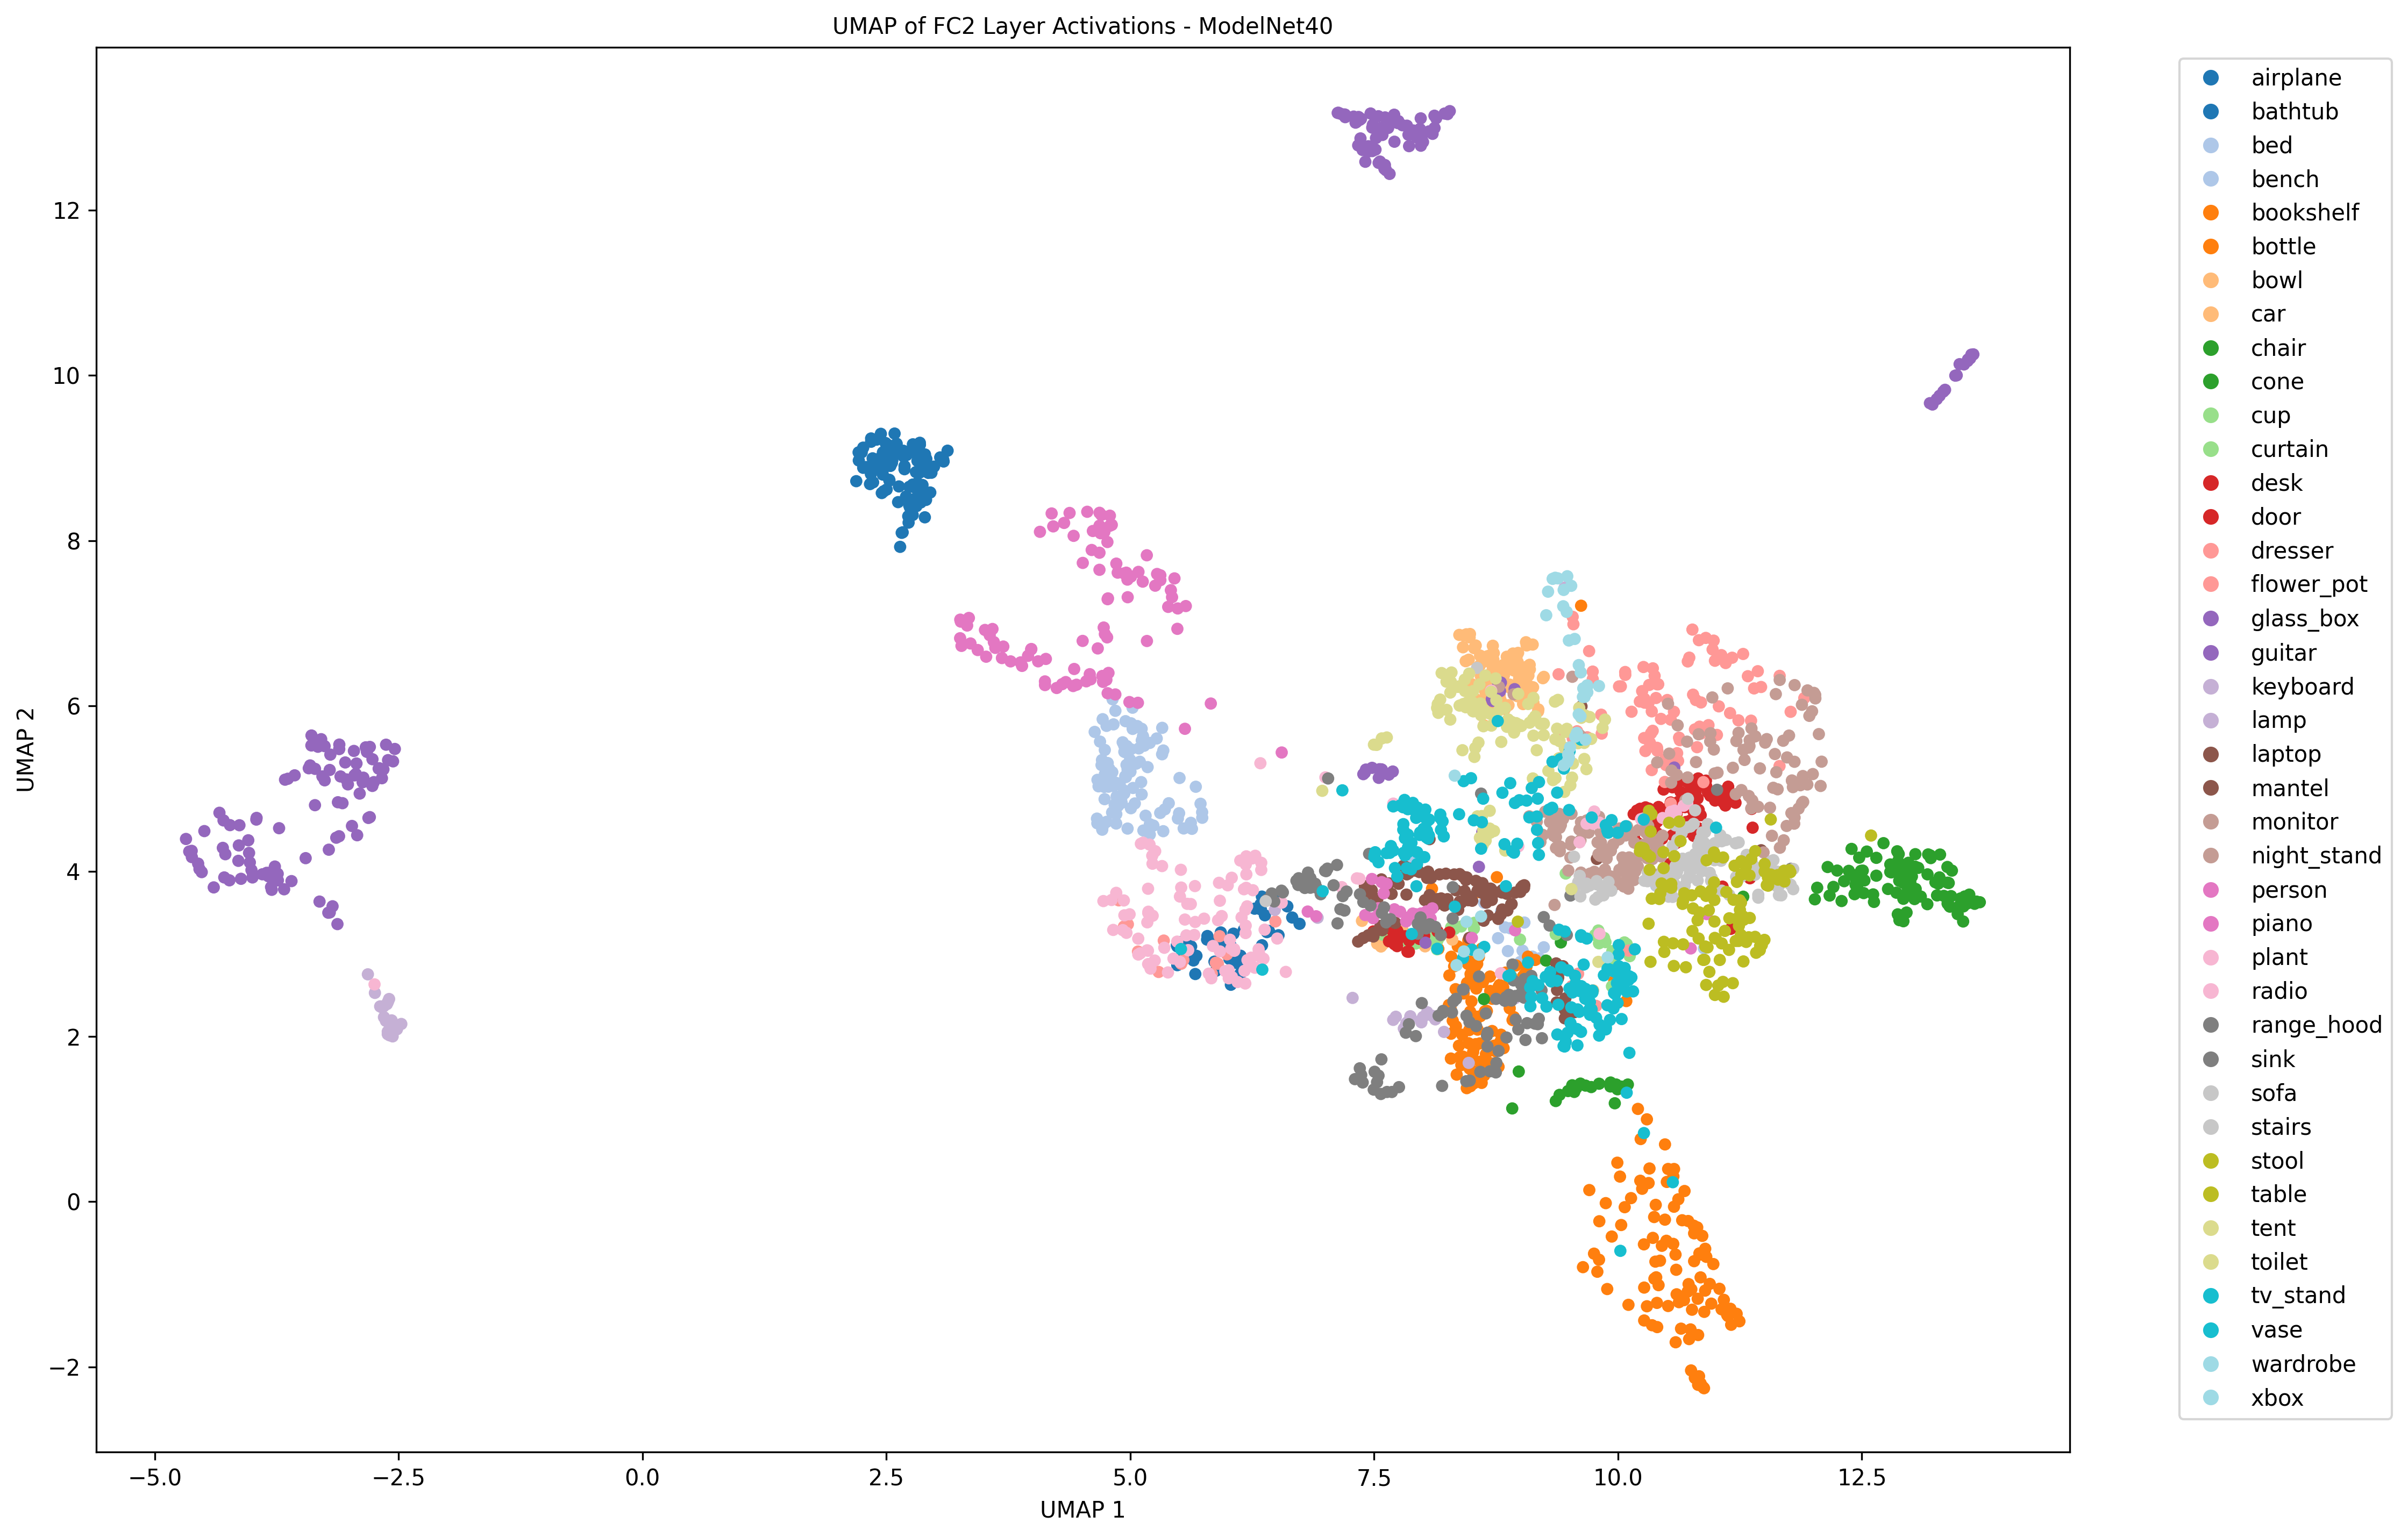 UMAP of FC2 Layer Activations - ModelNet40
UMAP 2
12
10
8
6
4
2
0
−2
−5.0
−2.5
0.0
2.5
5.0
7.5
10.0
12.5
UMAP 1
airplane
bathtub
bed
bench
bookshelf
bottle
bowl
car
chair
cone
cup
curtain
desk
door
dresser
flower_pot
glass_box
guitar
keyboard
lamp
laptop
mantel
monitor
night_stand
person
piano
plant
radio
range_hood
sink
sofa
stairs
stool
table
tent
toilet
tv_stand
vase
wardrobe
xbox